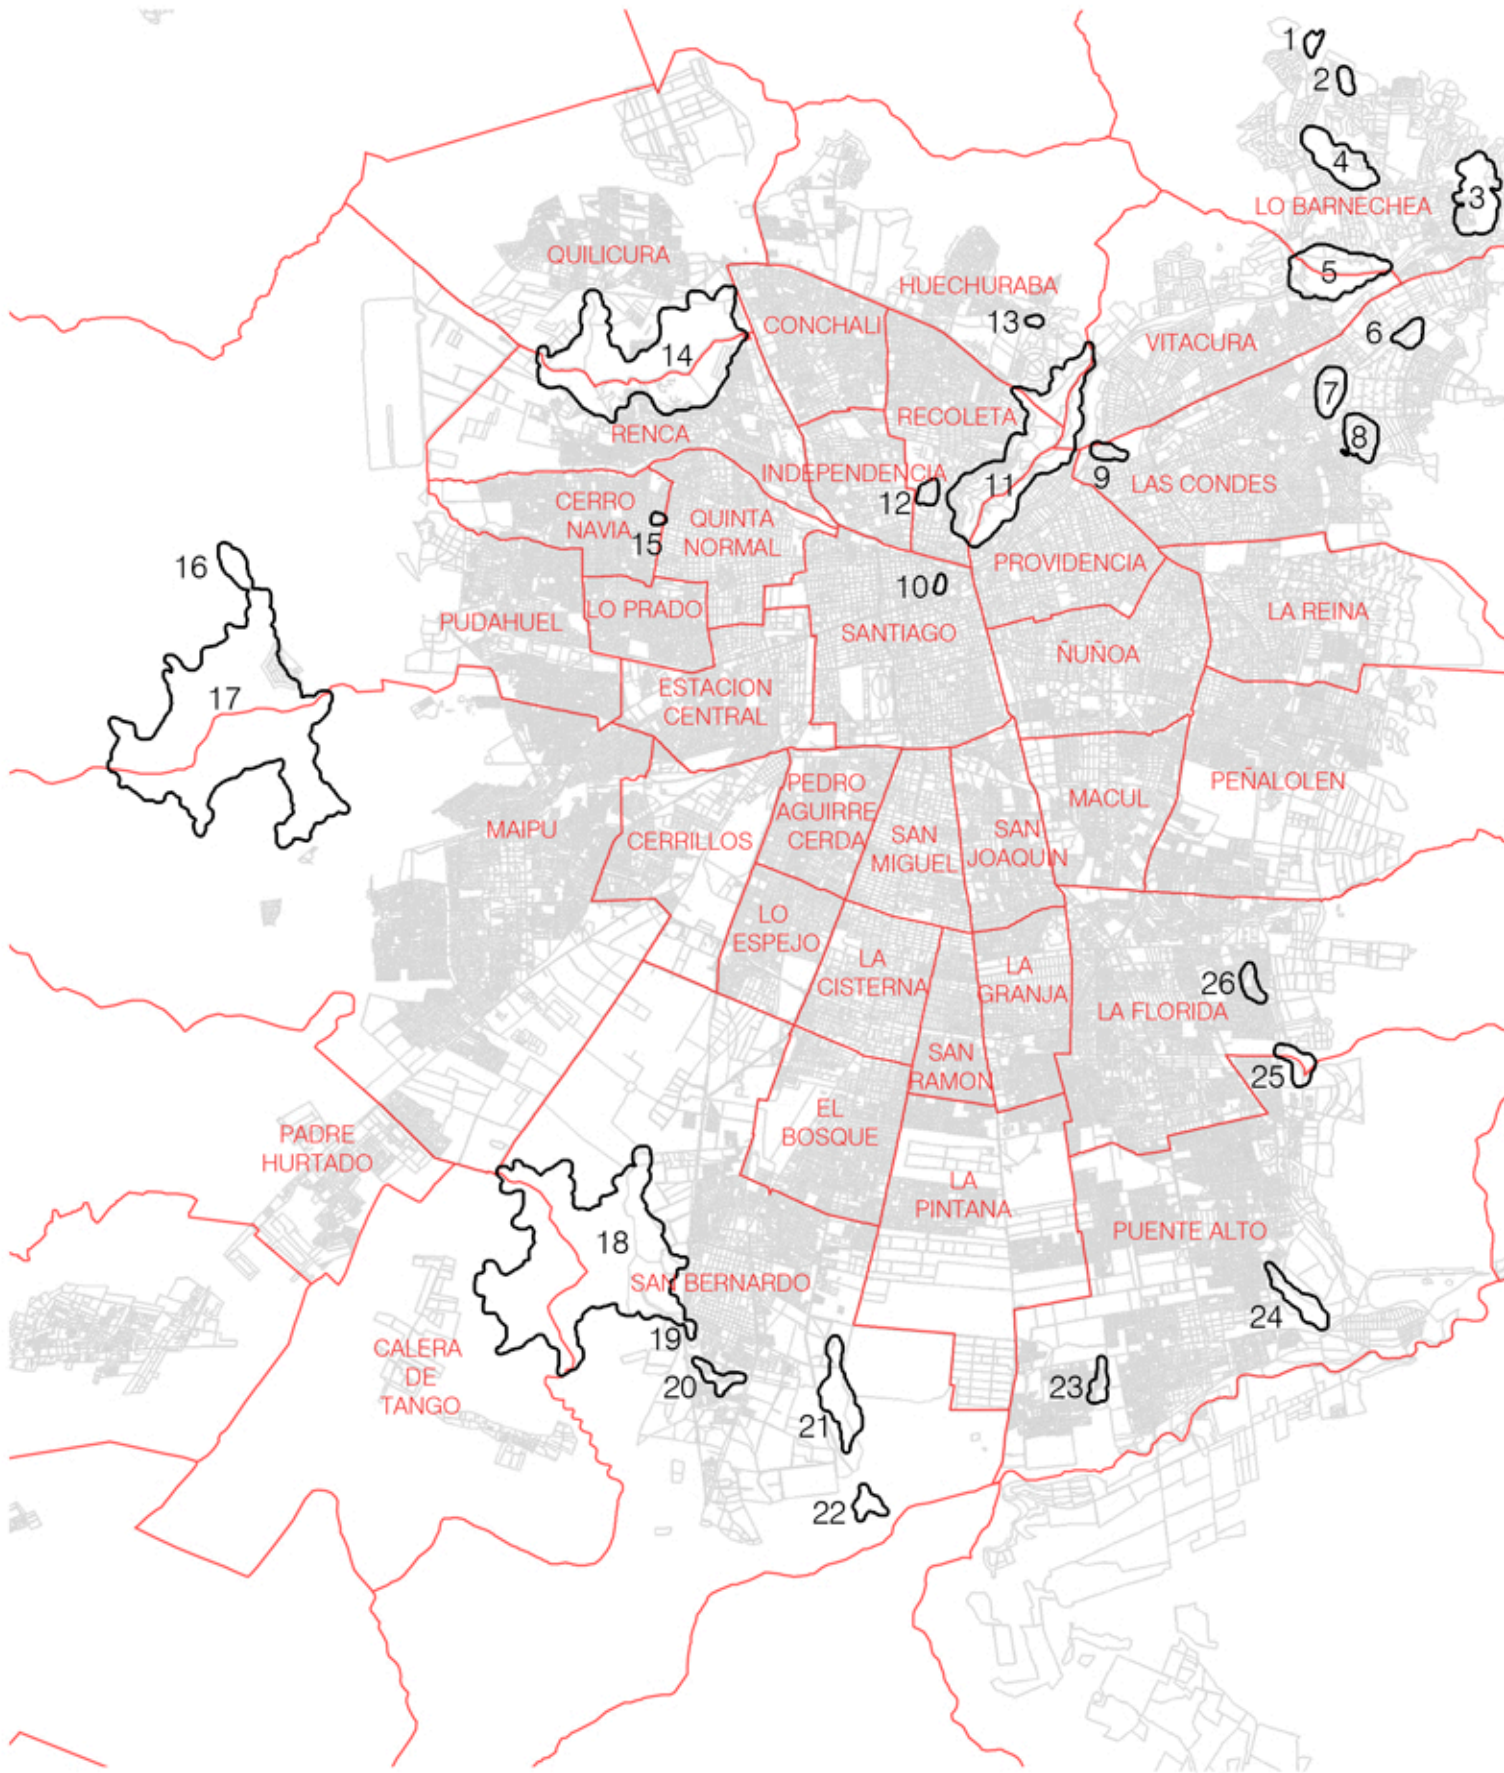 1
2
4
3
LO BARNECHEA
QUILICURA
5
HUECHURABA
13
CONCHALI
6
VITACURA
14
7
RECOLETA
RENCA
8
INDEPENDENCIA
9
11
LAS CONDES
12
CERRO
NAVIA
QUINTA
NORMAL
15
PROVIDENCIA
16
10
LO PRADO
LA REINA
PUDAHUEL
SANTIAGO
ÑUÑOA
17
ESTACION
CENTRAL
PEDRO
AGUIRRE
CERDA
PEÑALOLEN
MACUL
MAIPU
CERRILLOS
SAN
MIGUEL
SAN
JOAQUIN
LO
ESPEJO
LA
CISTERNA
LA
GRANJA
26
LA FLORIDA
SAN
RAMON
25
EL
BOSQUE
PADRE
HURTADO
LA
PINTANA
PUENTE ALTO
18
SAN BERNARDO
24
19
CALERA
DE
TANGO
20
23
21
22